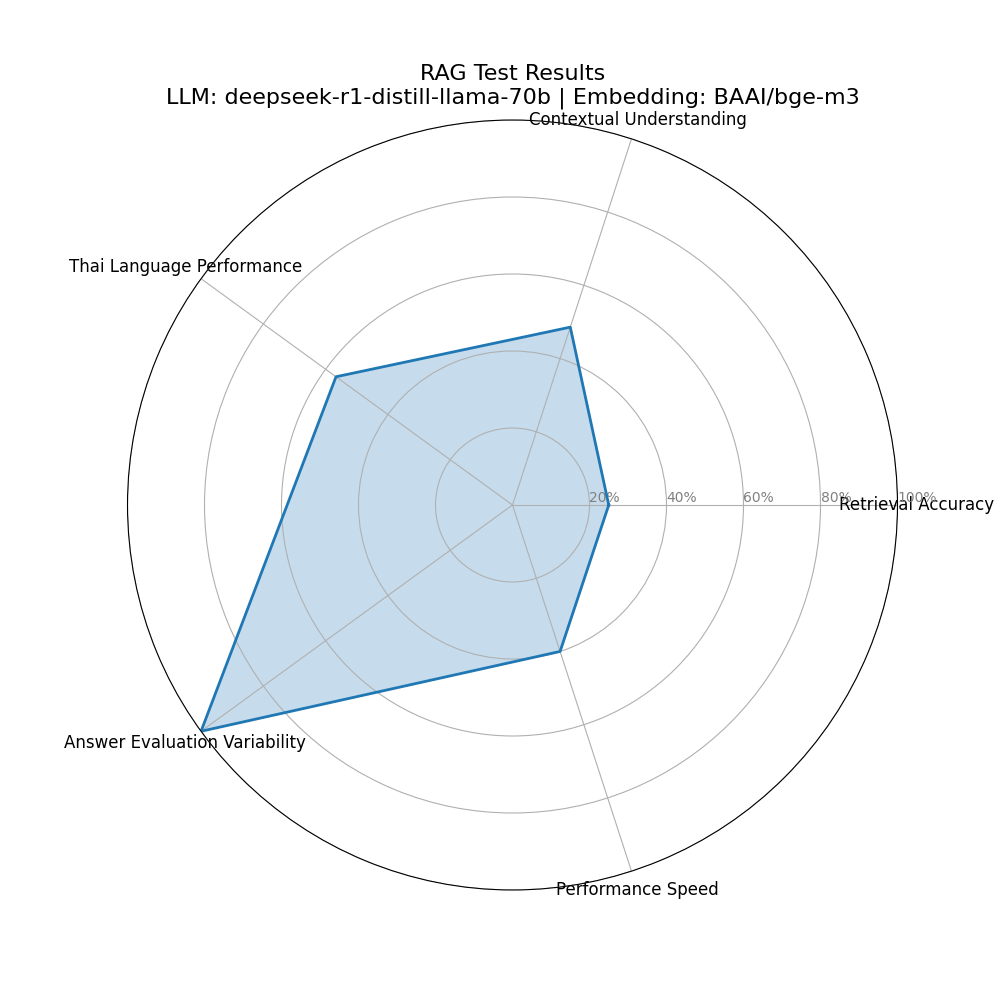 RAG Test Results
LLM: deepseek-r1-distill-llama-70b | Embedding: BAAI/bge-m3
Contextual Understanding
Thai Language Performance
20%
40%
60%
80%
100%
Retrieval Accuracy
Answer Evaluation Variability
Performance Speed